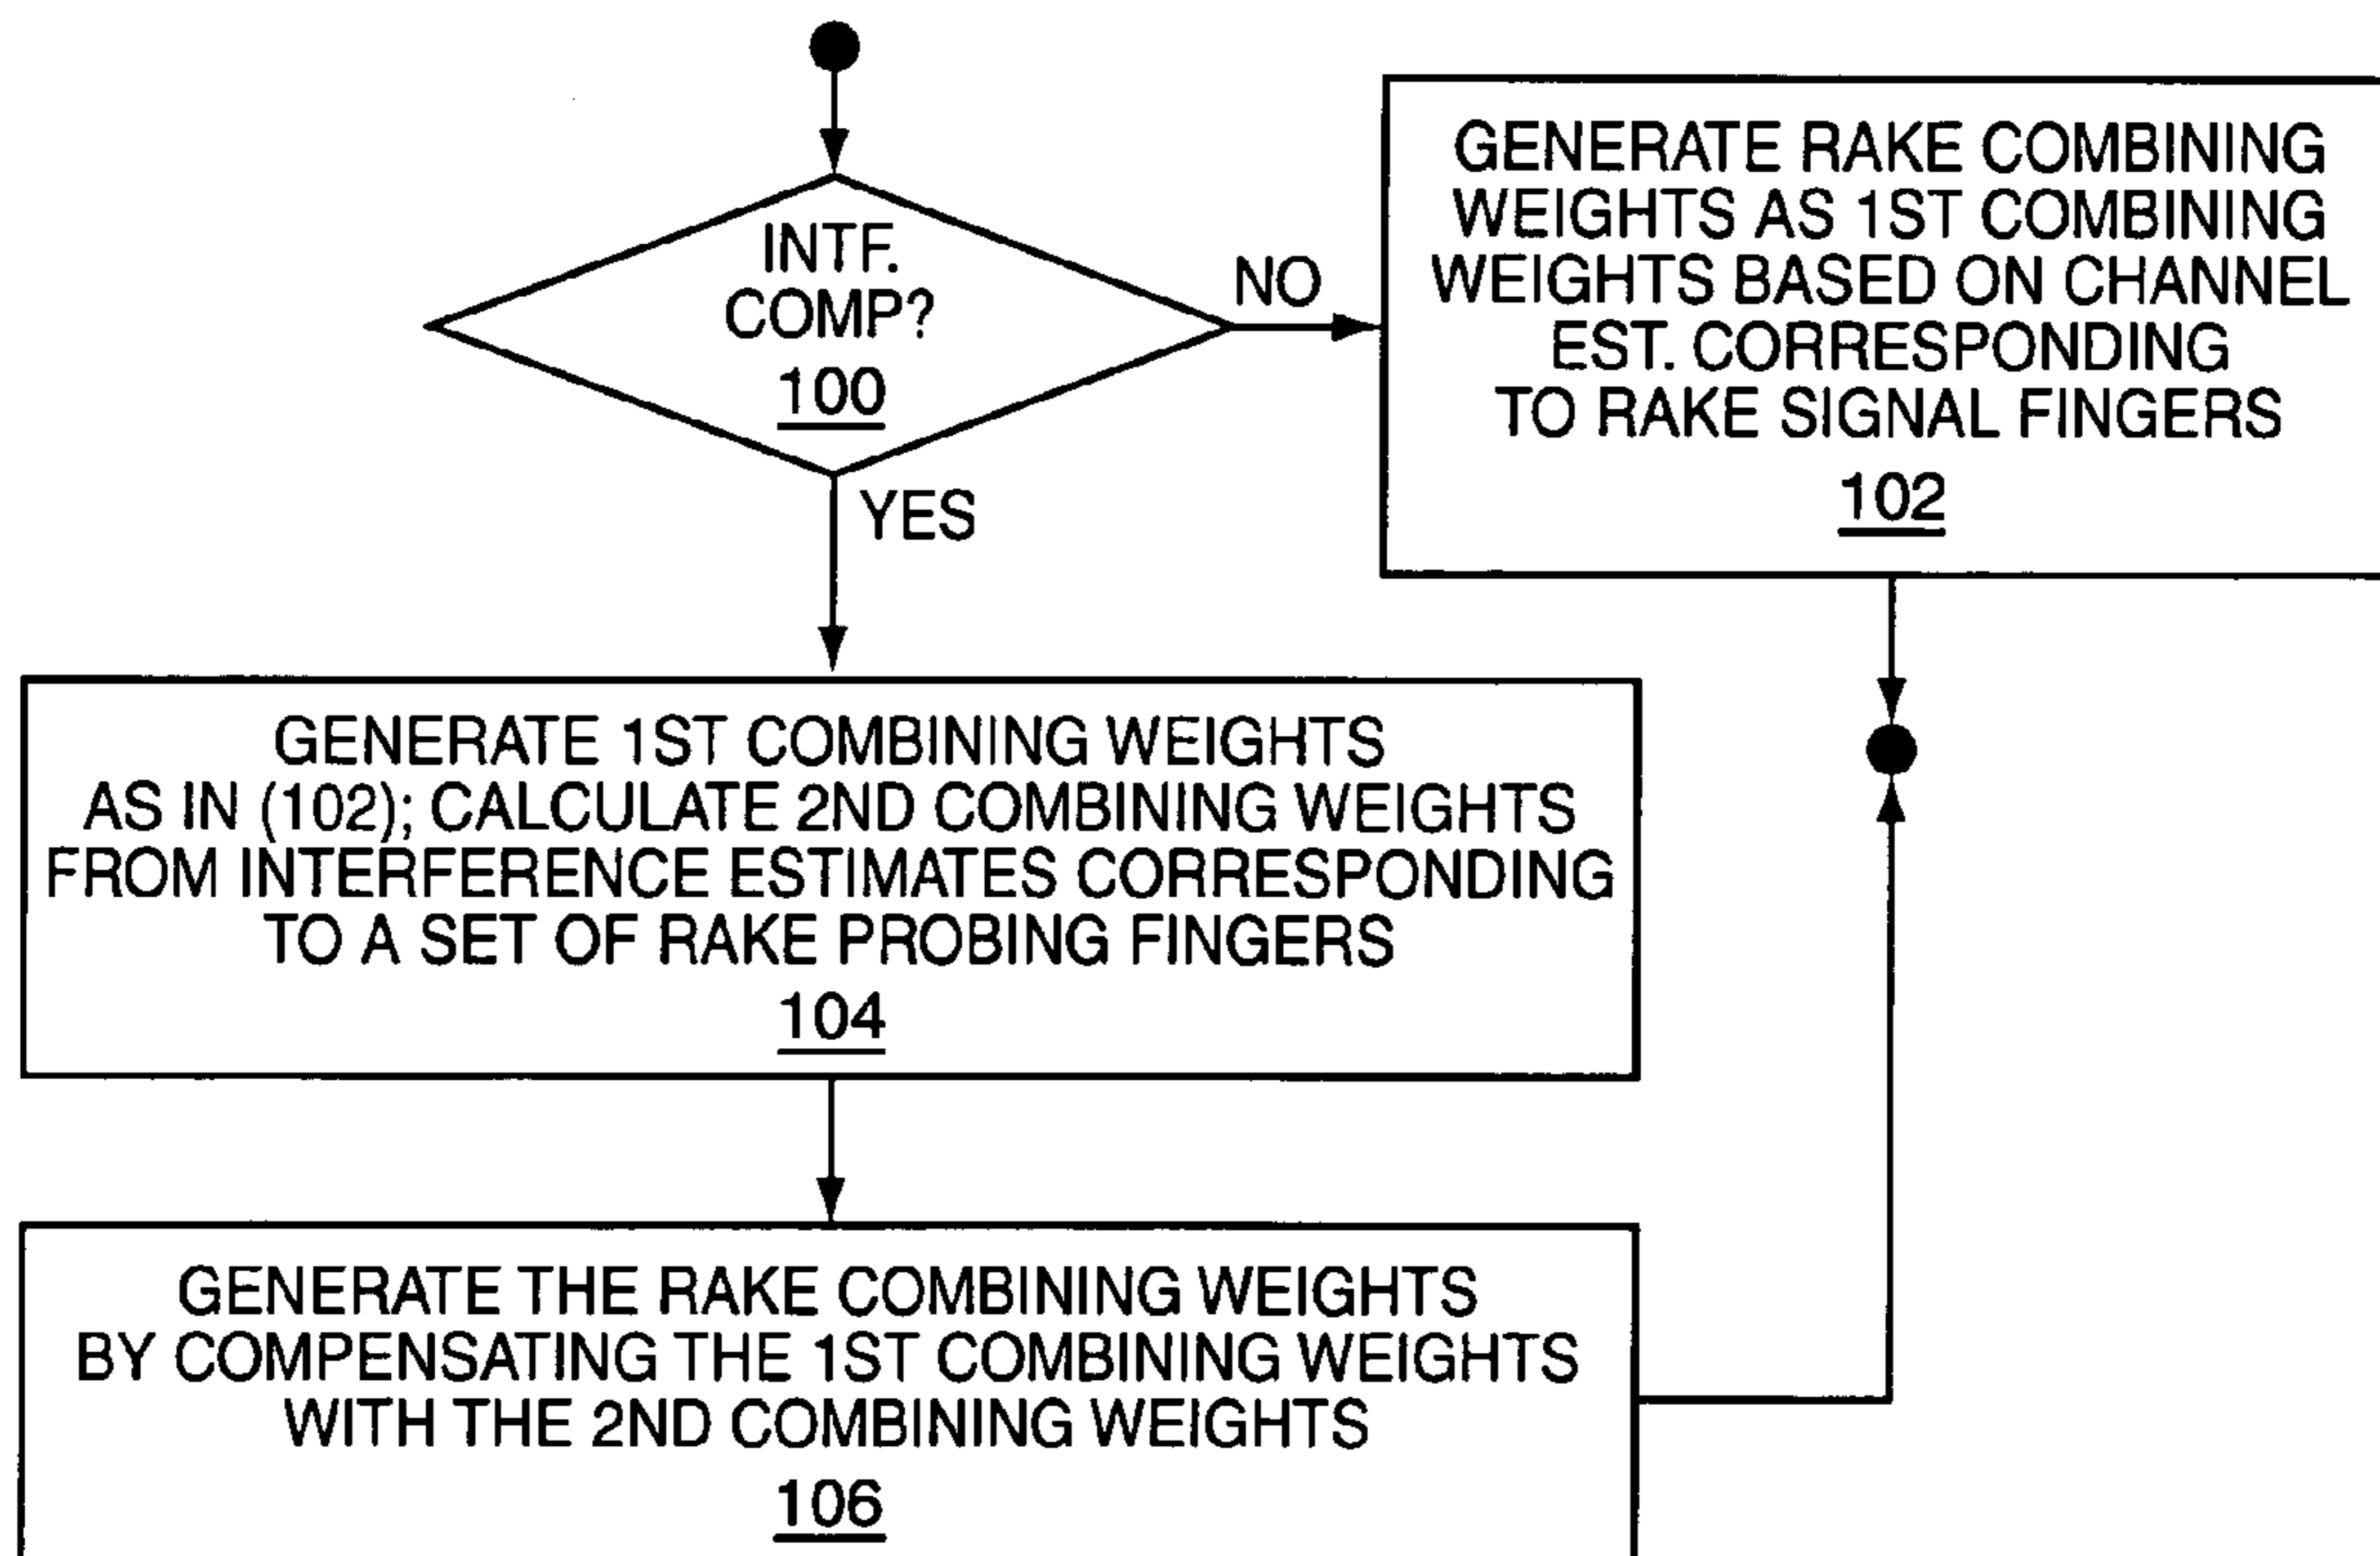 INTF.
COMP?
100
NO
YES
GENERATE RAKE COMBINING
WEIGHTS AS 1ST COMBINING
WEIGHTS BASED ON CHANNEL
EST. CORRESPONDING
TO RAKE SIGNAL FINGERS
102
GENERATE 1ST COMBINING WEIGHTS
AS IN (102); CALCULATE 2ND COMBINING WEIGHTS
FROM INTERFERENCE ESTIMATES CORRESPONDING
TO A SET OF RAKE PROBING FINGERS
104
GENERATE THE RAKE COMBINING WEIGHTS
BY COMPENSATING THE 1ST COMBINING WEIGHTS
WITH THE 2ND COMBINING WEIGHTS
106